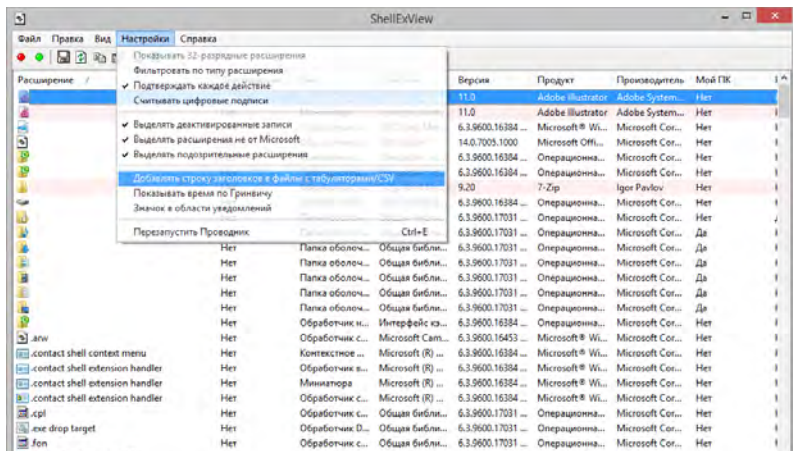 ShellExView
Файл Правка Вид Настройки Справка
Показывать 32-разрядные расширения
Фильтровать по типу расширения
Подтверждать каждое действие
Считывать цифровые подписи
Выделять деактивированные записи
Выделять расширения не от Microsoft
Выделять подозрительные расширения
Добавлять строку заголовков в файлы с табуляторами/CSV
Показывать время по Гринвичу
Значок в области уведомлений
Перезапустить Проводник Ctrl+E
Расширение / Версия Продукт Производитель Мой ПК
11.0 Adobe Illustrator Adobe System... Нет
11.0 Adobe Illustrator Adobe System... Нет
6.3.9600.16384 ... Microsoft® Wi... Microsoft Cor... Нет
14.0.7005.1000 Microsoft Offi... Microsoft Cor... Нет
6.3.9600.16384 ... Операционна... Microsoft Cor... Нет
6.3.9600.16384 ... Операционна... Microsoft Cor... Нет
9.20 7-Zip Igor Pavlov Нет
6.3.9600.16384 ... Операционна... Microsoft Cor... Нет
6.3.9600.17031 ... Операционна... Microsoft Cor... Нет
6.3.9600.17031 ... Операционна... Microsoft Cor... Да
Нет Папка оболоч... Общая библи... 6.3.9600.17031 ... Операционна... Microsoft Cor... Да
Нет Папка оболоч... Общая библи... 6.3.9600.17031 ... Операционна... Microsoft Cor... Да
Нет Папка оболоч... Общая библи... 6.3.9600.17031 ... Операционна... Microsoft Cor... Да
Нет Папка оболоч... Общая библи... 6.3.9600.17031 ... Операционна... Microsoft Cor... Да
Нет Папка оболоч... Общая библи... 6.3.9600.17031 ... Операционна... Microsoft Cor... Да
Нет Обработчик н... Интерфейс кэ... 6.3.9600.16384 ... Операционна... Microsoft Cor... Нет
.arw Нет Обработчик с... Microsoft Cam... 6.3.9600.16453 ... Microsoft® Wi... Microsoft Cor... Нет
.contact shell context menu Нет Контекстное ... Microsoft (R) ... 6.3.9600.16384 ... Microsoft® Wi... Microsoft Cor... Нет
.contact shell extension handler Нет Обработчик в... Microsoft (R) ... 6.3.9600.16384 ... Microsoft® Wi... Microsoft Cor... Нет
.contact shell extension handler Нет Миниатюра Microsoft (R) ... 6.3.9600.16384 ... Microsoft® Wi... Microsoft Cor... Нет
.contact shell extension handler Нет Обработчик с... Microsoft (R) ... 6.3.9600.16384 ... Microsoft® Wi... Microsoft Cor... Нет
.cpl Нет Обработчик с... Общая библи... 6.3.9600.17031 ... Операционна... Microsoft Cor... Нет
.exe drop target Нет Обработчик D... Общая библи... 6.3.9600.17031 ... Операционна... Microsoft Cor... Нет
.fon Нет Обработчик с... Общая библи... 6.3.9600.17031 ... Операционна... Microsoft Cor... Нет